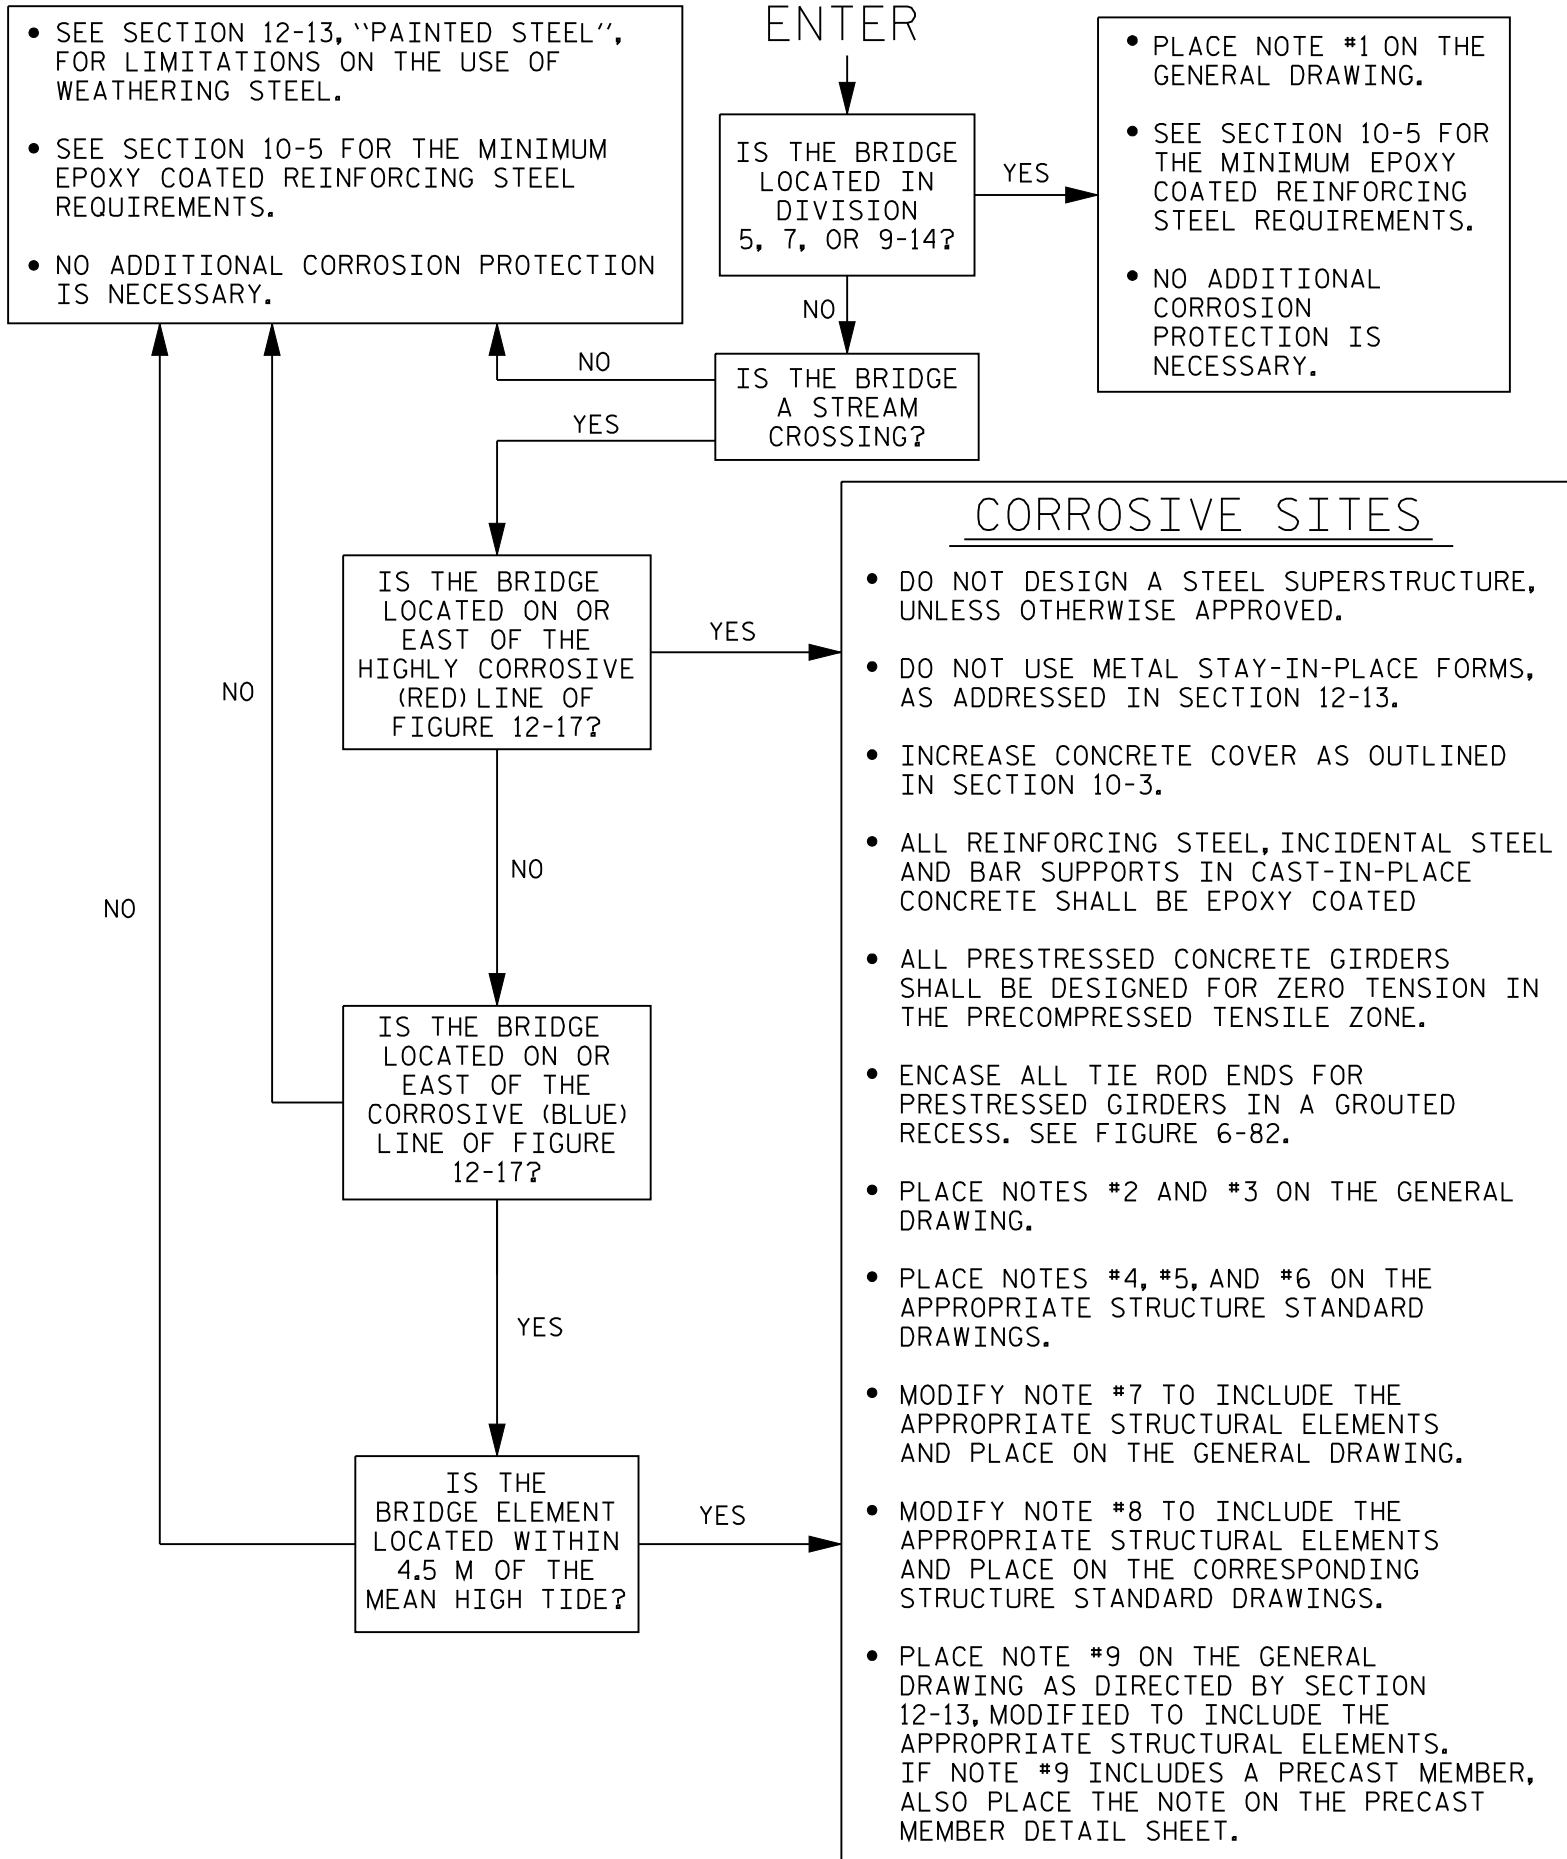 • SEE SECTION 12-13, ``PAINTED STEEL'',
FOR LIMITATIONS ON THE USE OF
WEATHERING STEEL.
• SEE SECTION 10-5 FOR THE MINIMUM
EPOXY COATED REINFORCING STEEL
REQUIREMENTS.
• NO ADDITIONAL CORROSION PROTECTION
IS NECESSARY.
ENTER
IS THE BRIDGE
LOCATED IN
DIVISION
5, 7, OR 9-14?
YES
• PLACE NOTE #1 ON THE
GENERAL DRAWING.
• SEE SECTION 10-5 FOR
THE MINIMUM EPOXY
COATED REINFORCING
STEEL REQUIREMENTS.
• NO ADDITIONAL
CORROSION
PROTECTION IS
NECESSARY.
NO
IS THE BRIDGE
A STREAM
CROSSING?
NO
YES
IS THE BRIDGE
LOCATED ON OR
EAST OF THE
HIGHLY CORROSIVE
(RED) LINE OF
FIGURE 12-17?
YES
NO
NO
NO
IS THE BRIDGE
LOCATED ON OR
EAST OF THE
CORROSIVE (BLUE)
LINE OF FIGURE
12-17?
YES
IS THE
BRIDGE ELEMENT
LOCATED WITHIN
4.5 M OF THE
MEAN HIGH TIDE?
YES
CORROSIVE SITES
• DO NOT DESIGN A STEEL SUPERSTRUCTURE,
UNLESS OTHERWISE APPROVED.
• DO NOT USE METAL STAY-IN-PLACE FORMS,
AS ADDRESSED IN SECTION 12-13.
• INCREASE CONCRETE COVER AS OUTLINED
IN SECTION 10-3.
• ALL REINFORCING STEEL, INCIDENTAL STEEL
AND BAR SUPPORTS IN CAST-IN-PLACE
CONCRETE SHALL BE EPOXY COATED
• ALL PRESTRESSED CONCRETE GIRDERS
SHALL BE DESIGNED FOR ZERO TENSION IN
THE PRECOMPRESSED TENSILE ZONE.
• ENCASE ALL TIE ROD ENDS FOR
PRESTRESSED GIRDERS IN A GROUTED
RECESS. SEE FIGURE 6-82.
• PLACE NOTES #2 AND #3 ON THE GENERAL
DRAWING.
• PLACE NOTES #4, #5, AND #6 ON THE
APPROPRIATE STRUCTURE STANDARD
DRAWINGS.
• MODIFY NOTE #7 TO INCLUDE THE
APPROPRIATE STRUCTURAL ELEMENTS
AND PLACE ON THE GENERAL DRAWING.
• MODIFY NOTE #8 TO INCLUDE THE
APPROPRIATE STRUCTURAL ELEMENTS
AND PLACE ON THE CORRESPONDING
STRUCTURE STANDARD DRAWINGS.
• PLACE NOTE #9 ON THE GENERAL
DRAWING AS DIRECTED BY SECTION
12-13, MODIFIED TO INCLUDE THE
APPROPRIATE STRUCTURAL ELEMENTS.
IF NOTE #9 INCLUDES A PRECAST MEMBER,
ALSO PLACE THE NOTE ON THE PRECAST
MEMBER DETAIL SHEET.